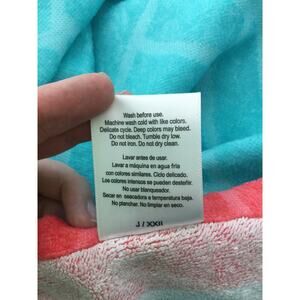 Wash before use.
Machine wash cold with like colors.
Delicate cycle. Deep colors may bleed.
Do not bleach. Tumble dry low.
Do not iron. Do not dry clean.
Lavar antes de usar.
Lavar a máquina en agua fria
con colores similares. Ciclo delicado.
Los colores intensos se pueden desteñir.
No usar blanqueador.
Secar en secadora a temperatura baja.
No planchar. No limpiar en seco.
J / XXII